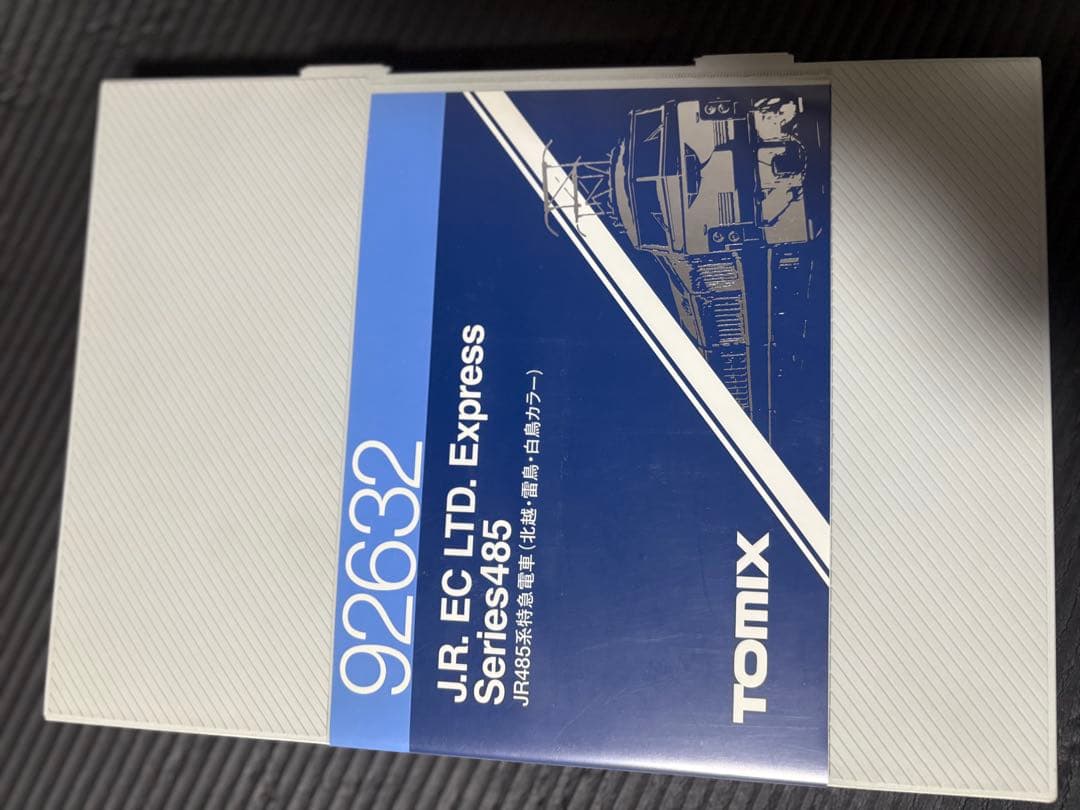 92632
J.R. EC LTD. Express
Series485
JR485系特急電車(北越・雷鳥・白鳥カラー)
TOMIX